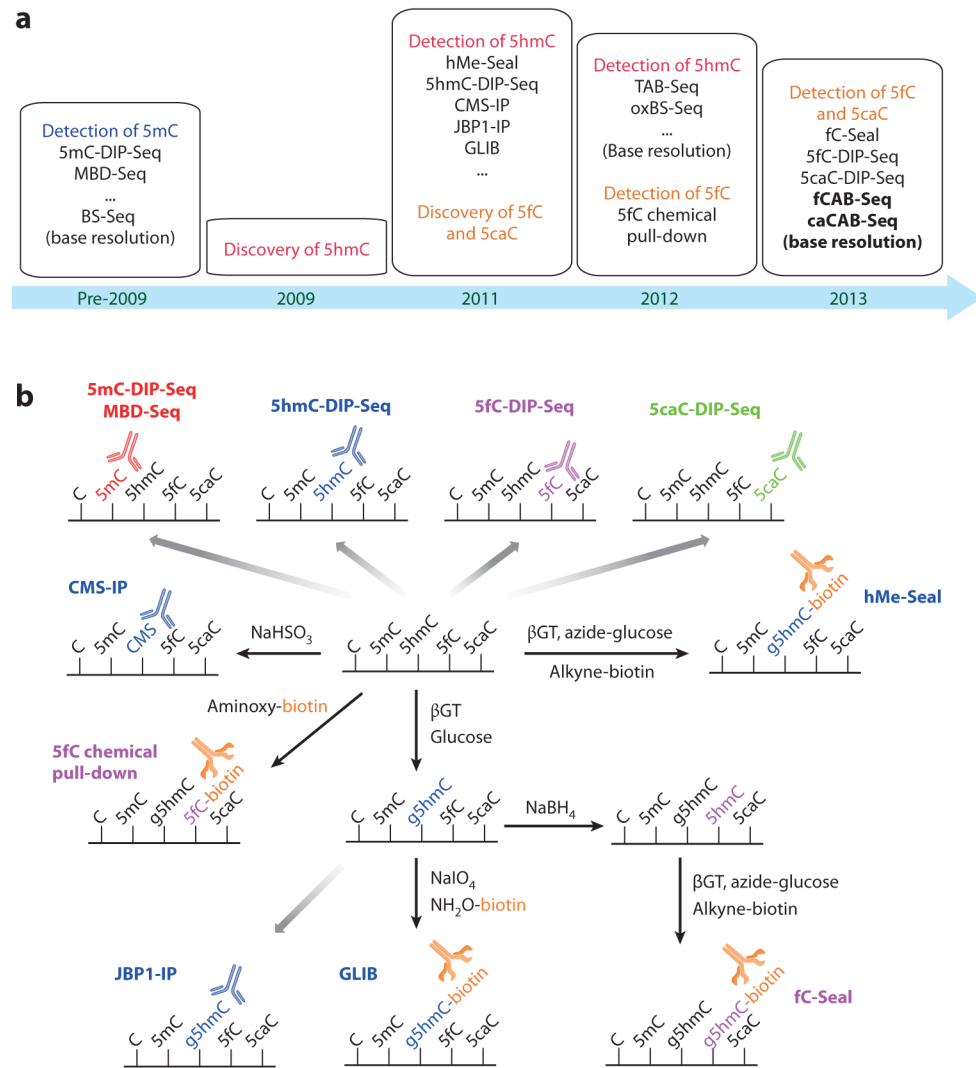 a
Detection of 5mC
5mC-DIP-Seq
MBD-Seq
...
BS-Seq
(base resolution)
Discovery of 5hmC
Detection of 5hmC
hMe-Seal
5hmC-DIP-Seq
CMS-IP
JBP1-IP
GLIB
...
Discovery of 5fC
and 5caC
Detection of 5hmC
TAB-Seq
oxBS-Seq
...
(Base resolution)
Detection of 5fC
5fC chemical
pull-down
Detection of 5fC
and 5caC
fC-Seal
5fC-DIP-Seq
5caC-DIP-Seq
fCAB-Seq
caCAB-Seq
(base resolution)
Pre-2009
2009
2011
2012
2013
b
5mC-DIP-Seq
MBD-Seq
C 5mC 5hmC 5fC 5caC
5hmC-DIP-Seq
C 5mC 5hmC 5fC 5caC
5fC-DIP-Seq
C 5mC 5hmC 5fC 5caC
5caC-DIP-Seq
C 5mC 5hmC 5fC 5caC
CMS-IP
C 5mC CMS 5fC 5caC
NaHSO3
C 5mC 5hmC 5fC 5caC
βGT, azide-glucose
Alkyne-biotin
hMe-Seal
C 5mC g5hmC-biotin 5fC 5caC
Aminoxy-biotin
βGT
Glucose
5fC chemical
pull-down
C 5mC g5hmC 5fC-biotin 5caC
C 5mC g5hmC 5fC 5caC
NaBH4
C 5mC g5hmC 5hmC 5caC
NaIO4
NH2O-biotin
βGT, azide-glucose
Alkyne-biotin
JBP1-IP
C 5mC g5hmC 5fC 5caC
GLIB
C 5mC g5hmC-biotin 5fC 5caC
fC-Seal
C 5mC g5hmC g5hmC-biotin 5caC